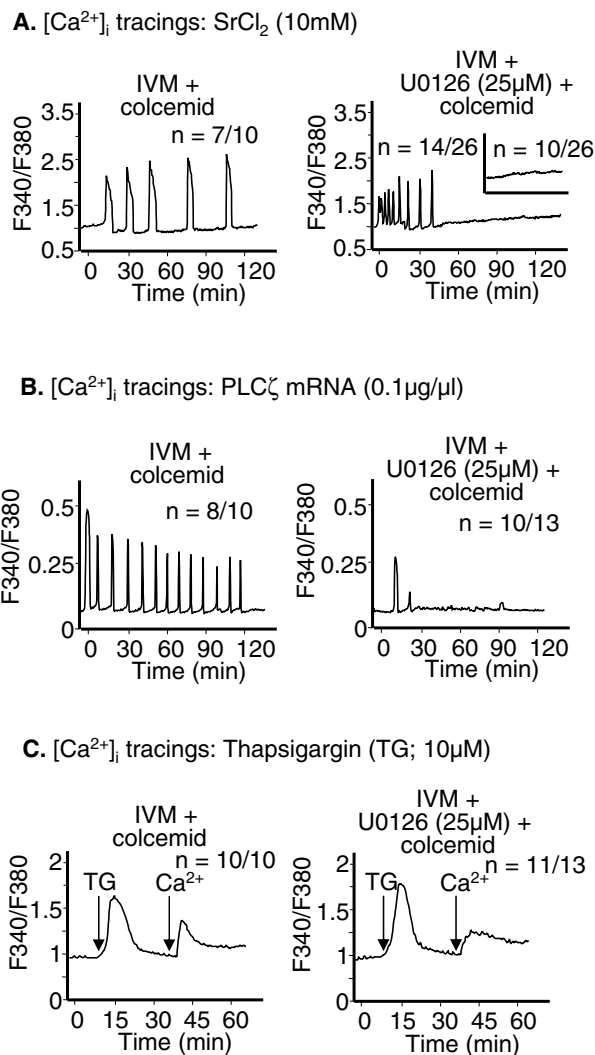 A. [Ca²⁺]ᵢ tracings: SrCl₂ (10mM)
IVM +
colcemid
n = 7/10
F340/F380
3.5
2.5
1.5
0.5
0 30 60 90 120
Time (min)
IVM +
U0126 (25µM) +
colcemid
n = 14/26
n = 10/26
F340/F380
3.5
2.5
1.5
0.5
0 30 60 90 120
Time (min)
B. [Ca²⁺]ᵢ tracings: PLCζ mRNA (0.1µg/µl)
IVM +
colcemid
n = 8/10
F340/F380
0.5
0.25
0
0 30 60 90 120
Time (min)
IVM +
U0126 (25µM) +
colcemid
n = 10/13
F340/F380
0.5
0.25
0
0 30 60 90 120
Time (min)
C. [Ca²⁺]ᵢ tracings: Thapsigargin (TG; 10µM)
IVM +
colcemid
n = 10/10
TG Ca²⁺
F340/F380
2
1.5
1
0
0 15 30 45 60
Time (min)
IVM +
U0126 (25µM) +
colcemid
n = 11/13
TG Ca²⁺
F340/F380
2
1.5
1
0
0 15 30 45 60
Time (min)